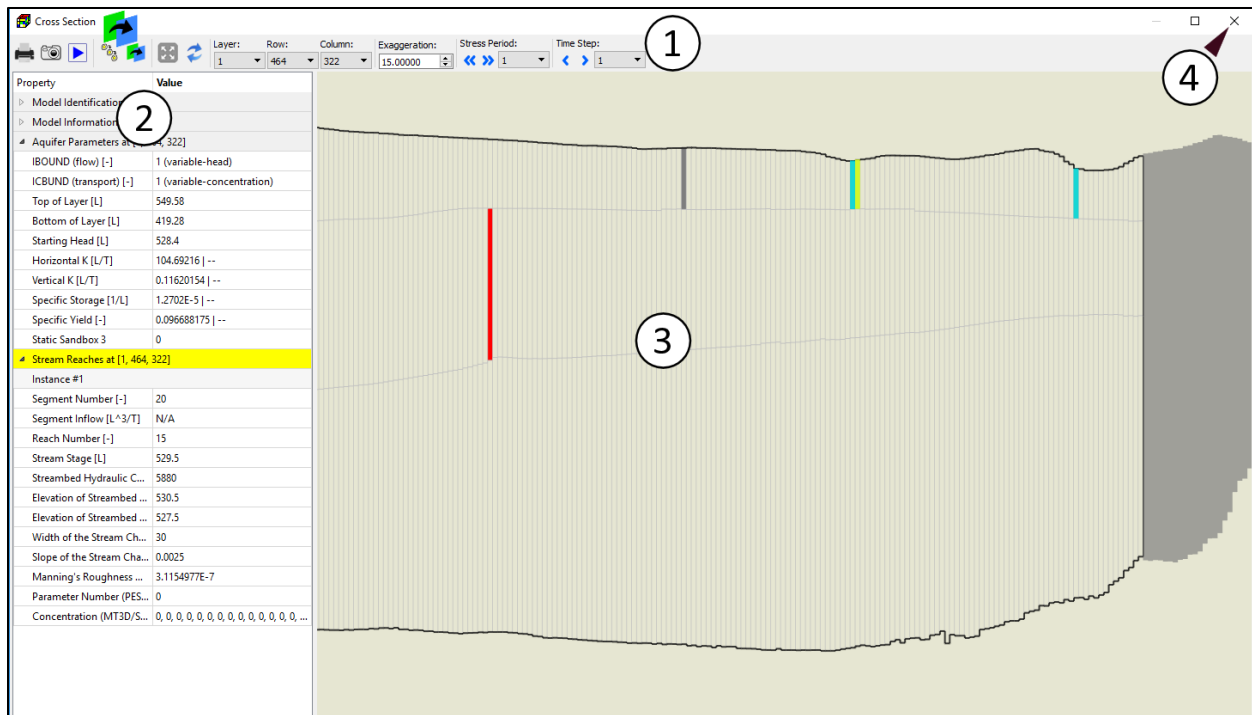 Cross Section
Layer: Row: Column: Exaggeration: Stress Period: Time Step:
1 464 322 15.00000 1 1
1
4
Property Value
Model Identification
Model Information
2
Aquifer Parameters at [1, 464, 322]
IBOUND (flow) [-] 1 (variable-head)
ICBUND (transport) [-] 1 (variable-concentration)
Top of Layer [L] 549.58
Bottom of Layer [L] 419.28
Starting Head [L] 528.4
Horizontal K [L/T] 104.69216 | --
Vertical K [L/T] 0.11620154 | --
Specific Storage [1/L] 1.2702E-5 | --
Specific Yield [-] 0.096688175 | --
Static Sandbox 3 0
3
Stream Reaches at [1, 464, 322]
Instance #1
Segment Number [-] 20
Segment Inflow [L^3/T] N/A
Reach Number [-] 15
Stream Stage [L] 529.5
Streambed Hydraulic C... 5880
Elevation of Streambed ... 530.5
Elevation of Streambed ... 527.5
Width of the Stream Ch... 30
Slope of the Stream Cha... 0.0025
Manning's Roughness ... 3.1154977E-7
Parameter Number (PES... 0
Concentration (MT3D/S... 0, 0, 0, 0, 0, 0, 0, 0, 0, 0, 0, 0, 0, 0, ...